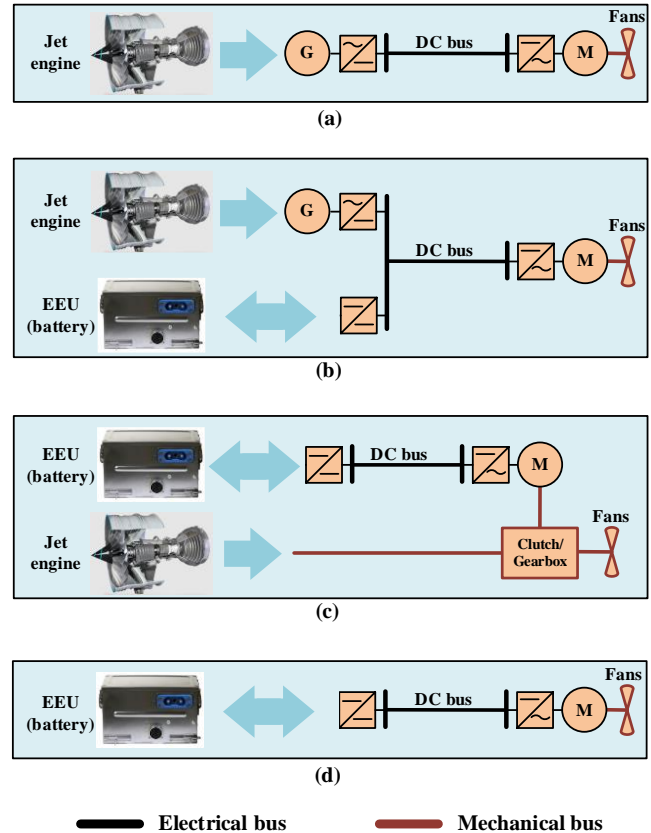 Jet
engine
G
DC bus
M
Fans
(a)
Jet
engine
G
EEU
(battery)
DC bus
M
Fans
(b)
EEU
(battery)
DC bus
M
Jet
engine
Clutch/
Gearbox
Fans
(c)
EEU
(battery)
DC bus
M
Fans
(d)
Electrical bus
Mechanical bus